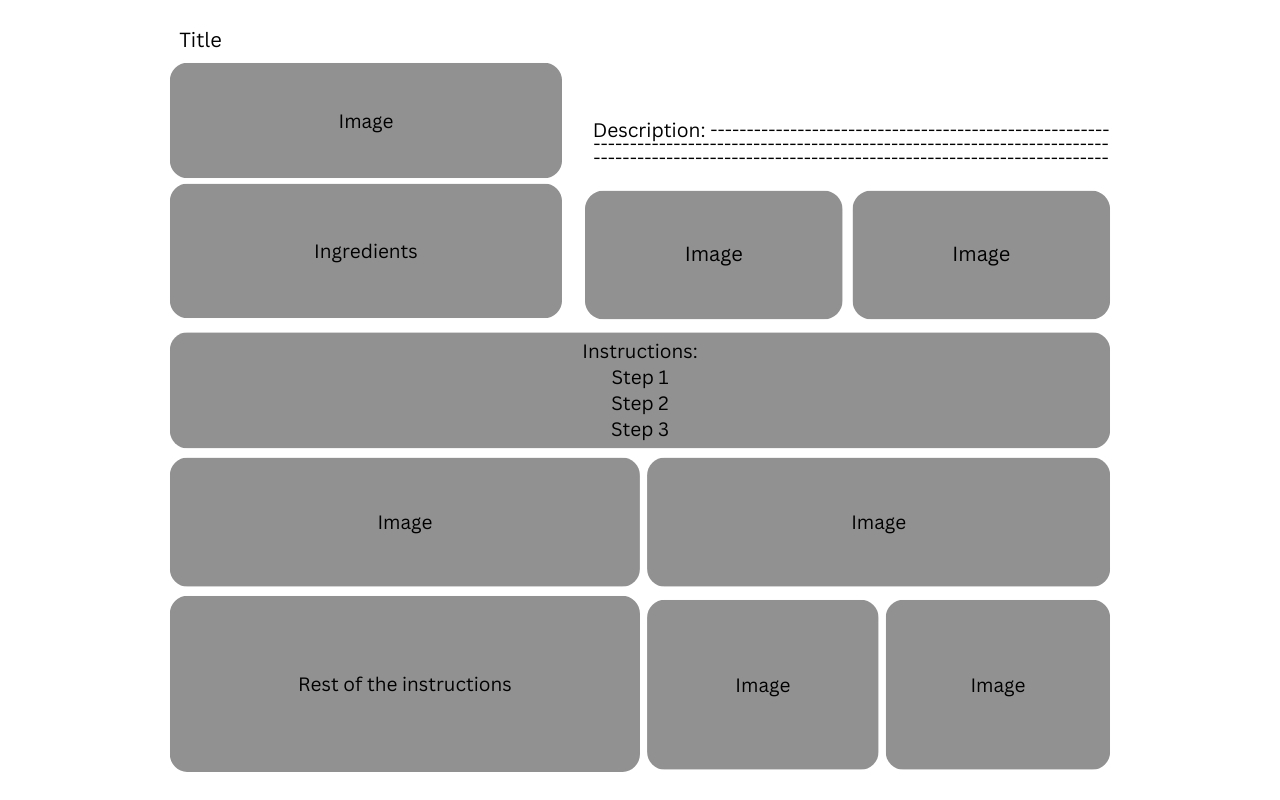 Title
Image
Description: -------------------------------------------------------
-----------------------------------------------------------------------
-----------------------------------------------------------------------
Ingredients
Image
Image
Instructions:
Step 1
Step 2
Step 3
Image
Image
Rest of the instructions
Image
Image